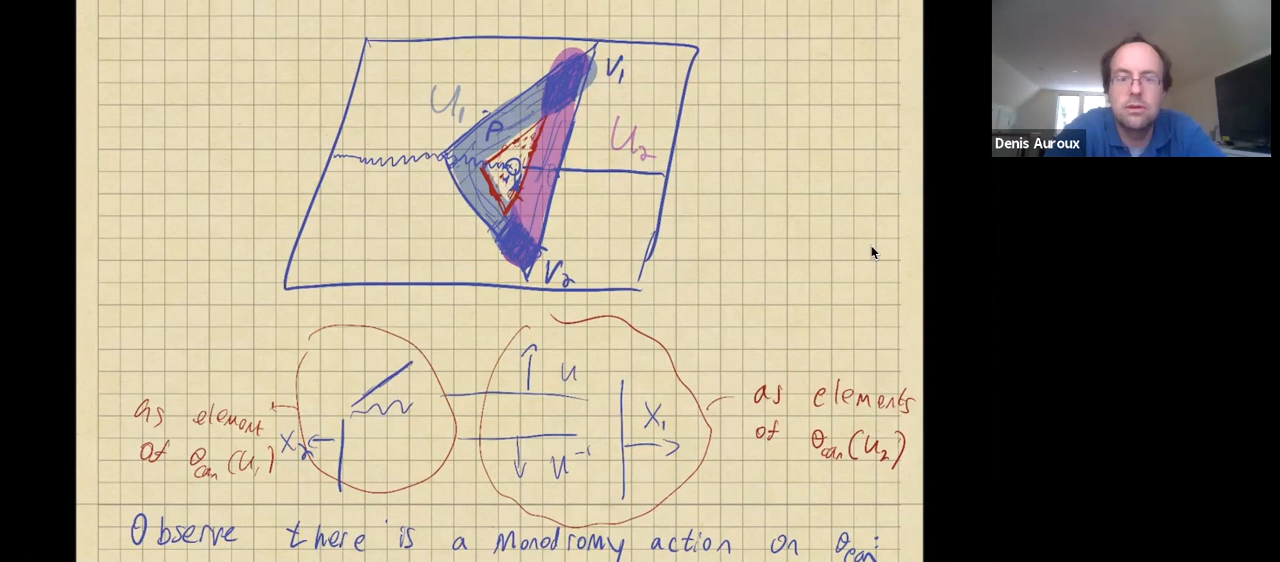 V₁
U₁
P
U₂
V₂
u
as elements
of θcan(U₂)
X₁
as element
of θcan(U₁)
X₂
u⁻¹
Observe there is a monodromy action on θcan:
Denis Auroux